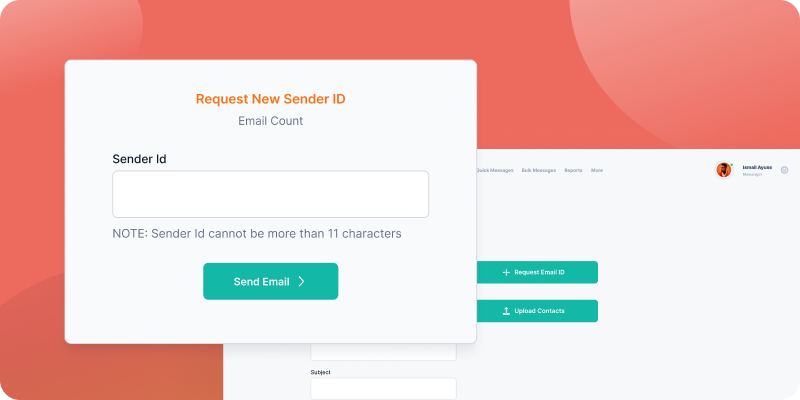 Request New Sender ID
Email Count
Sender Id
NOTE: Sender Id cannot be more than 11 characters
Send Email
Quick Messages Bulk Messages Reports More
Ismail Ayuas
Messenger
Request Email ID
Upload Contacts
Subject